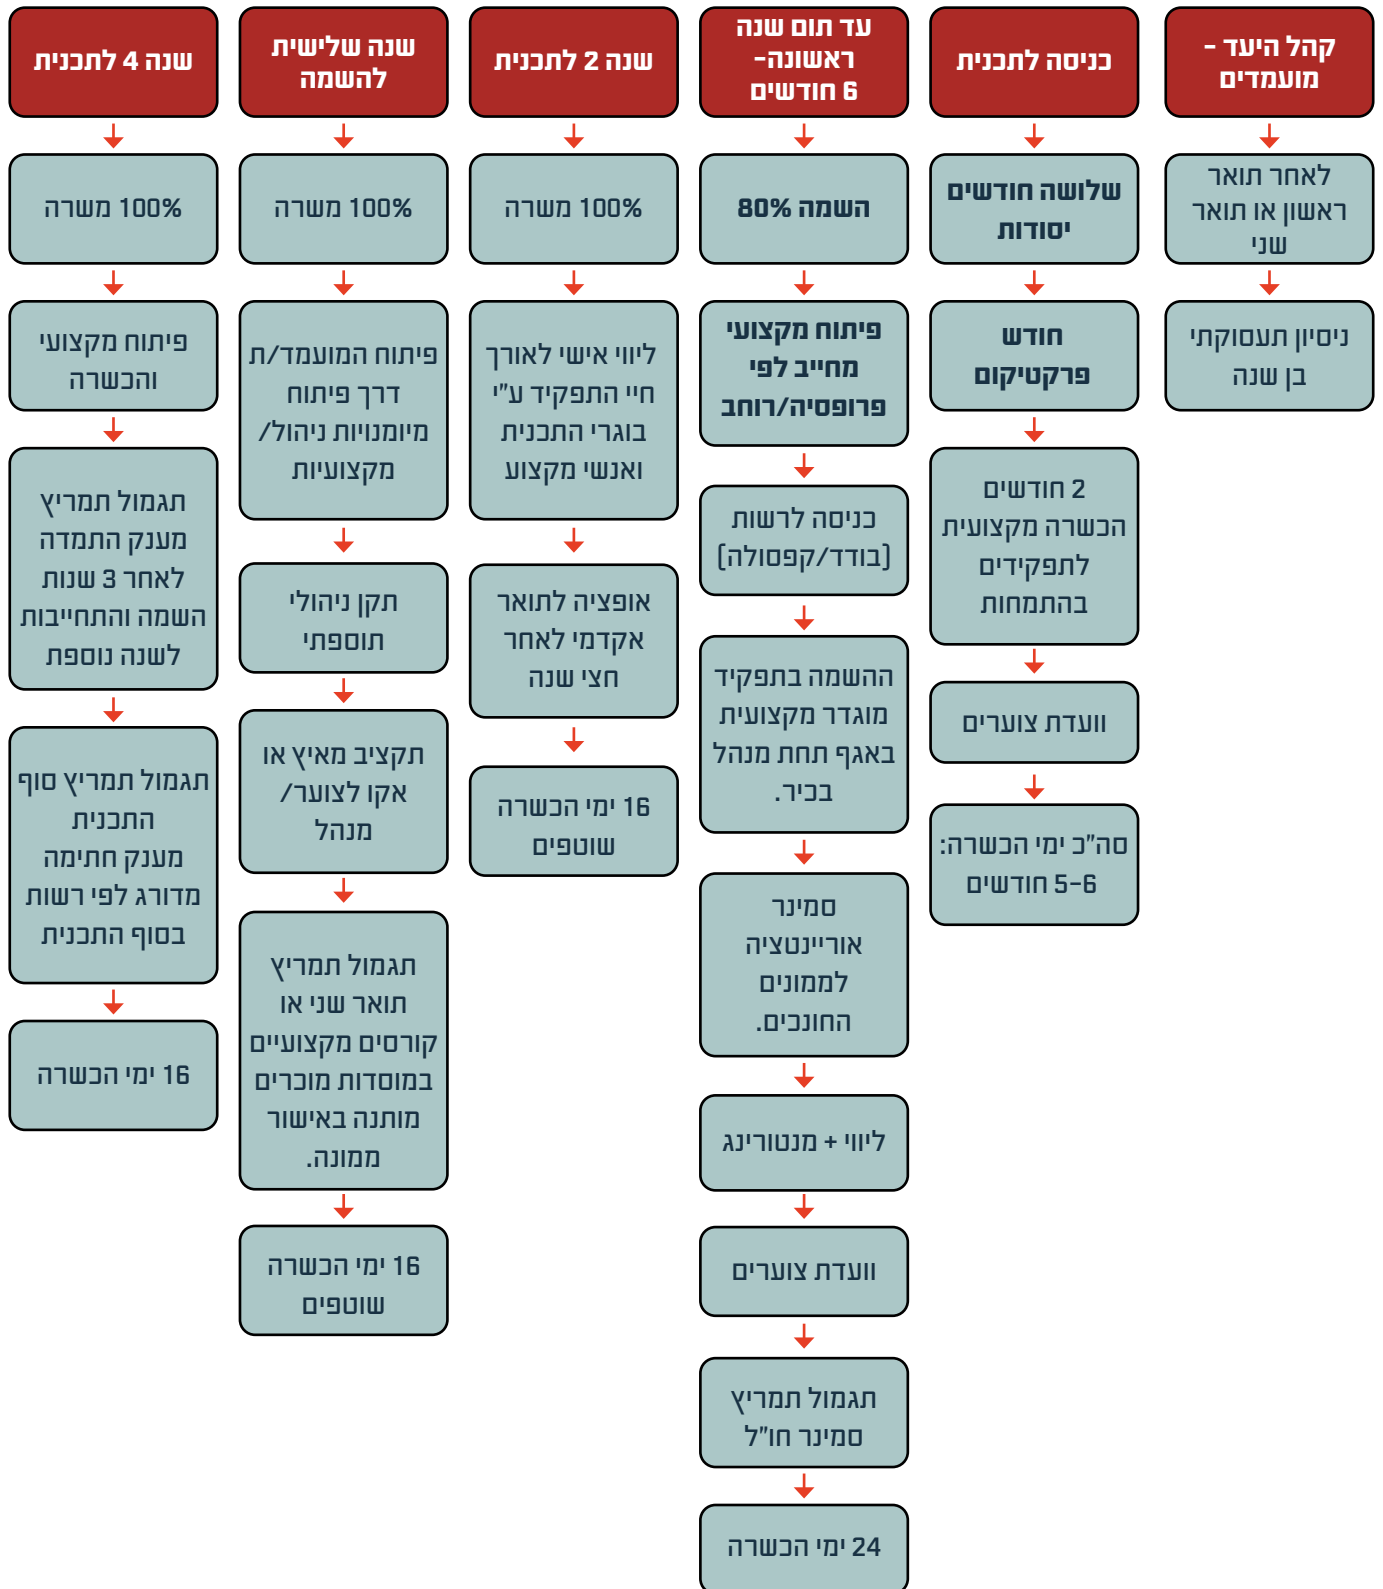 קהל היעד -
מועמדים
לאחר תואר
ראשון או תואר
שני
ניסיון תעסוקתי
בן שנה
כניסה לתכנית
שלושה חודשים
יסודות
חודש
פרקטיקום
2 חודשים
הכשרה מקצועית
לתפקידים
בהתמחות
וועדת צוערים
סה"כ ימי הכשרה:
5-6 חודשים
עד תום שנה
ראשונה-
6 חודשים
השמה 80%
פיתוח מקצועי
מחייב לפי
פרופסיה/רוחב
כניסה לרשות
(בודד/קפסולה)
ההשמה בתפקיד
מוגדר מקצועית
באגף תחת מנהל
בכיר.
סמינר
אוריינטציה
לממונים
החונכים.
ליווי + מנטורינג
וועדת צוערים
תגמול תמריץ
סמינר חו"ל
24 ימי הכשרה
שנה 2 לתכנית
100% משרה
ליווי אישי לאורך
חיי התפקיד ע"י
בוגרי התכנית
ואנשי מקצוע
אופציה לתואר
אקדמי לאחר
חצי שנה
16 ימי הכשרה
שוטפים
שנה שלישית
להשמה
100% משרה
פיתוח המועמד/ת
דרך פיתוח
מיומנויות ניהול/
מקצועיות
תקן ניהולי
תוספתי
תקציב מאיץ או
אקו לצוער/
מנהל
תגמול תמריץ
תואר שני או
קורסים מקצועיים
במוסדות מוכרים
מותנה באישור
ממונה.
16 ימי הכשרה
שוטפים
שנה 4 לתכנית
100% משרה
פיתוח מקצועי
והכשרה
תגמול תמריץ
מענק התמדה
לאחר 3 שנות
השמה והתחייבות
לשנה נוספת
תגמול תמריץ סוף
התכנית
מענק חתימה
מדורג לפי רשות
בסוף התכנית
16 ימי הכשרה